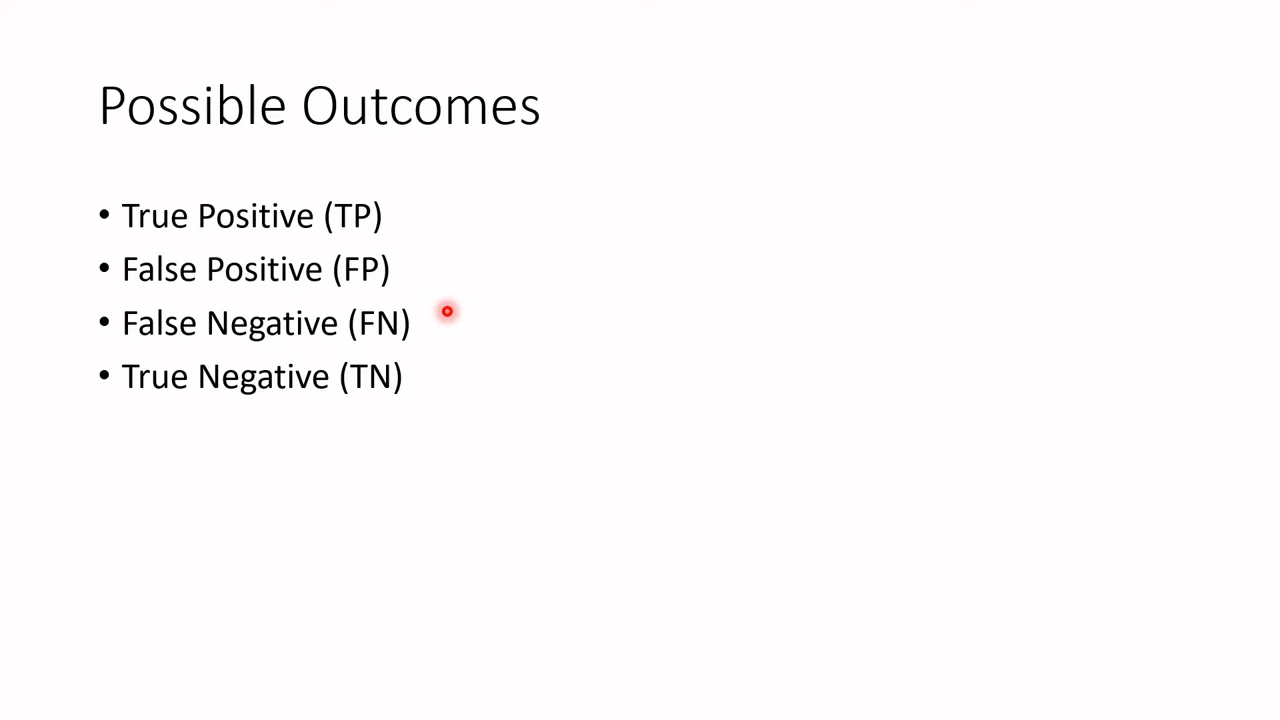 Possible Outcomes
• True Positive (TP)
• False Positive (FP)
• False Negative (FN)
• True Negative (TN)